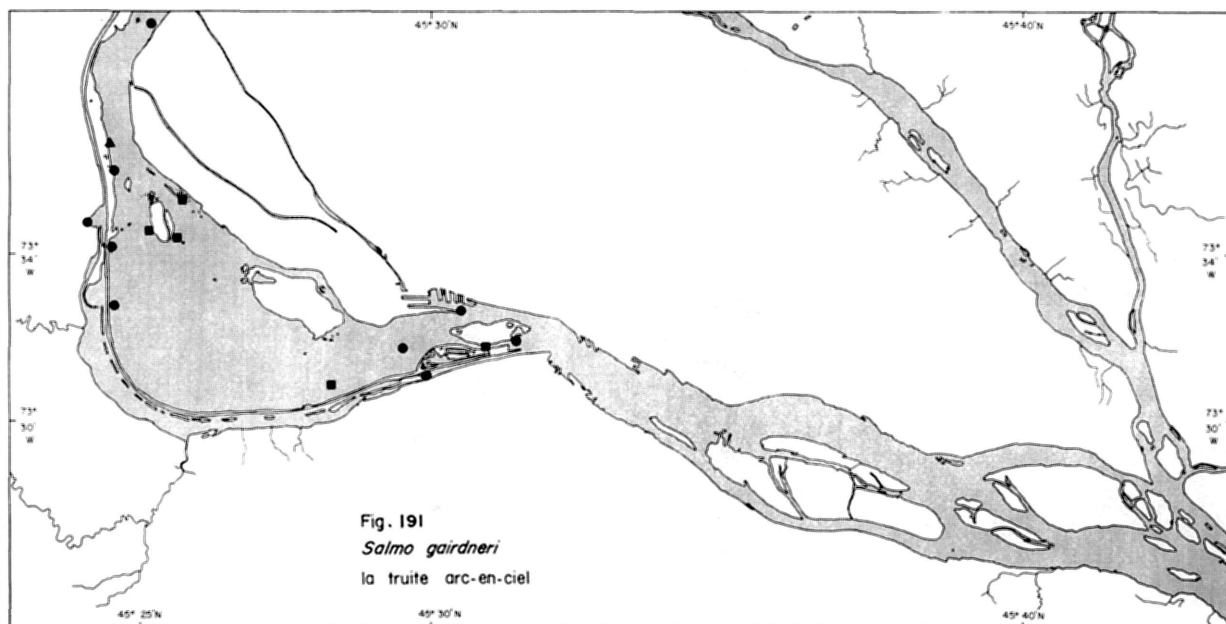 45° 30' N
45° 40' N
73°
34'
W
73°
34'
W
73°
30'
W
73°
30'
W
Fig. 191
Salmo gairdneri
la truite arc-en-ciel
45° 25' N
45° 30' N
45° 40' N